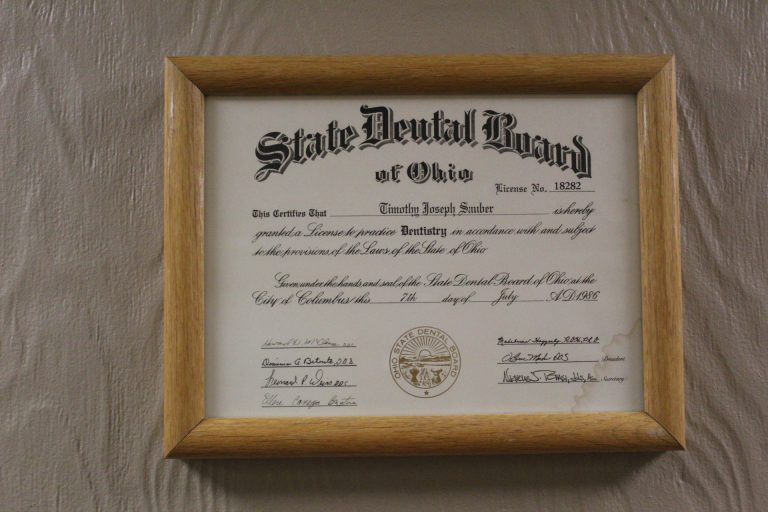 State Dental Board
of Ohio
License No. 18282
This Certifies That Timothy Joseph Sauber is hereby
granted a License to practice Dentistry in accordance with and subject
to the provisions of the Laws of the State of Ohio
Given under the hands and seal of the State Dental Board of Ohio at the
City of Columbus this 7th day of July A.D. 1986
OHIO STATE DENTAL BOARD
D.D.S.
President
Secretary